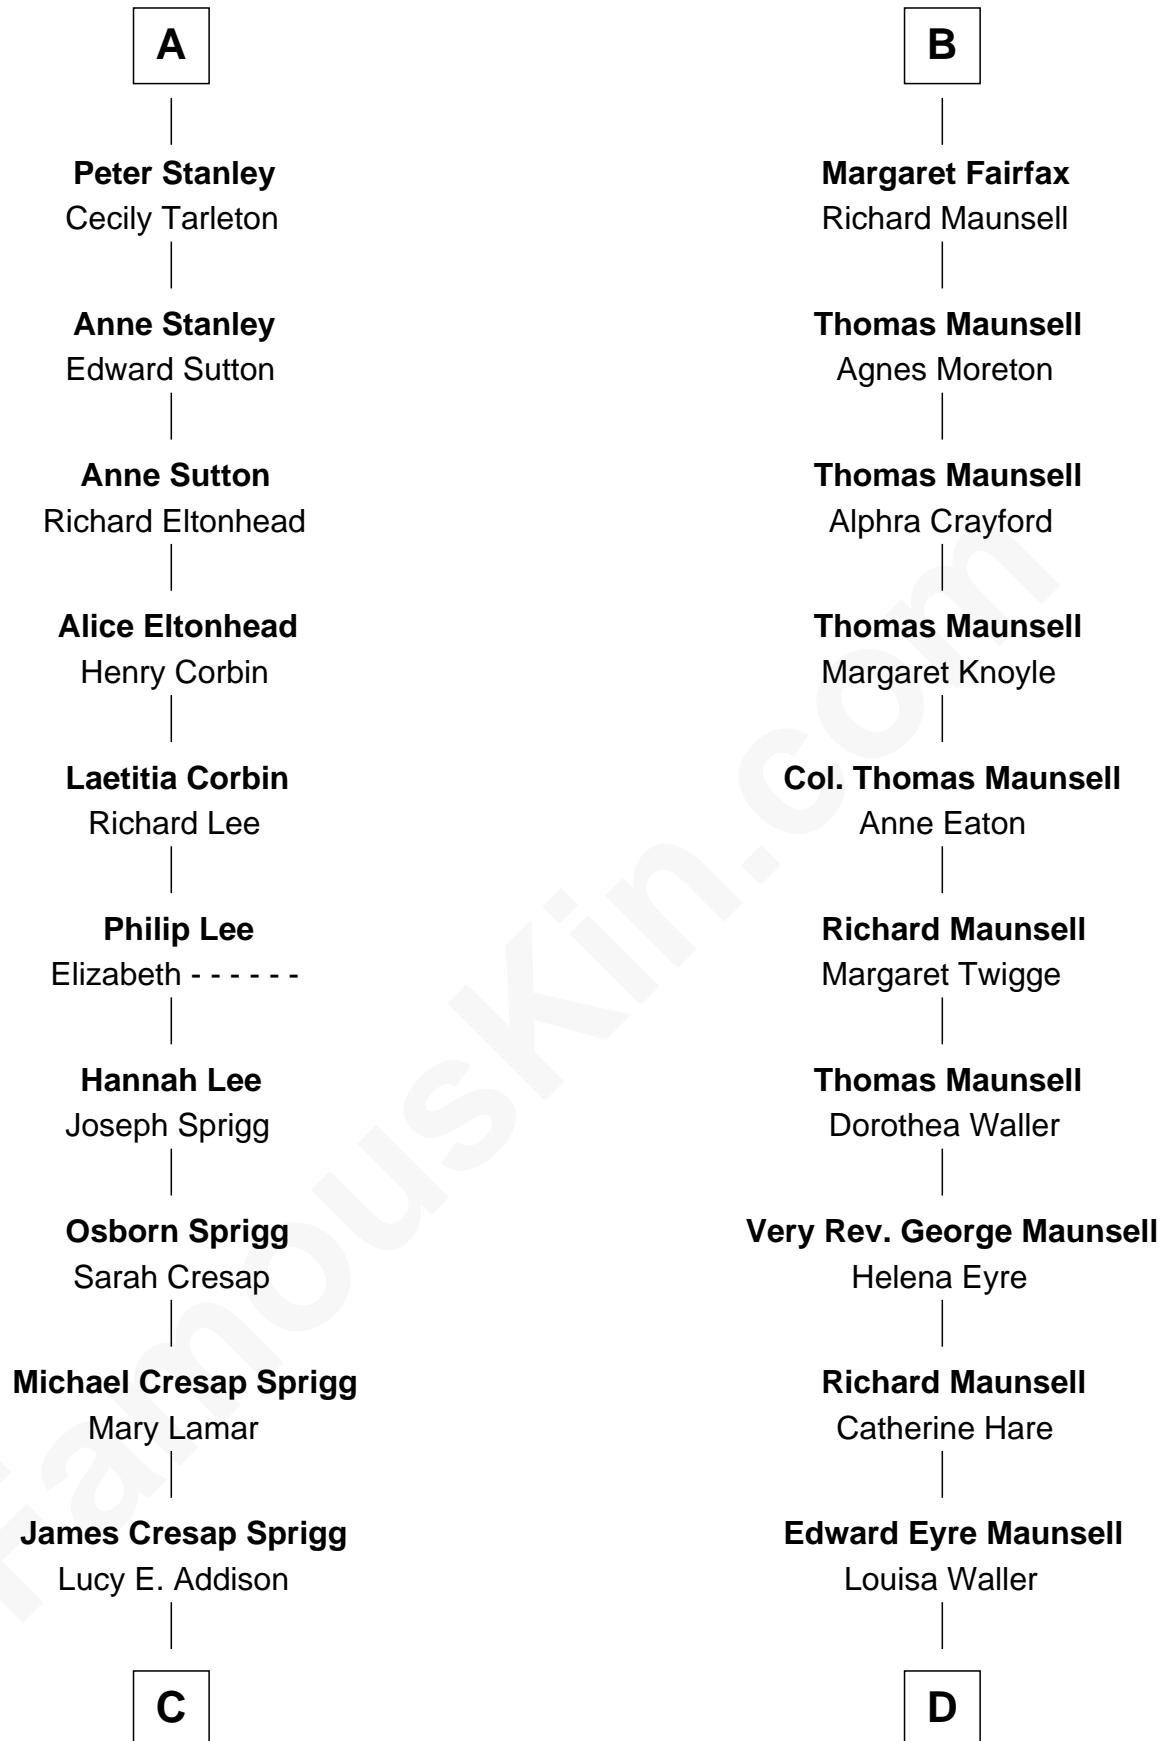 A
Peter Stanley
Cecily Tarleton
Anne Stanley
Edward Sutton
Anne Sutton
Richard Eltonhead
Alice Eltonhead
Henry Corbin
Laetitia Corbin
Richard Lee
Philip Lee
Elizabeth - - - - - -
Hannah Lee
Joseph Sprigg
Osborn Sprigg
Sarah Cresap
Michael Cresap Sprigg
Mary Lamar
James Cresap Sprigg
Lucy E. Addison
C
B
Margaret Fairfax
Richard Maunsell
Thomas Maunsell
Agnes Moreton
Thomas Maunsell
Alphra Crayford
Thomas Maunsell
Margaret Knoyle
Col. Thomas Maunsell
Anne Eaton
Richard Maunsell
Margaret Twigge
Thomas Maunsell
Dorothea Waller
Very Rev. George Maunsell
Helena Eyre
Richard Maunsell
Catherine Hare
Edward Eyre Maunsell
Louisa Waller
D
FamousKin.com